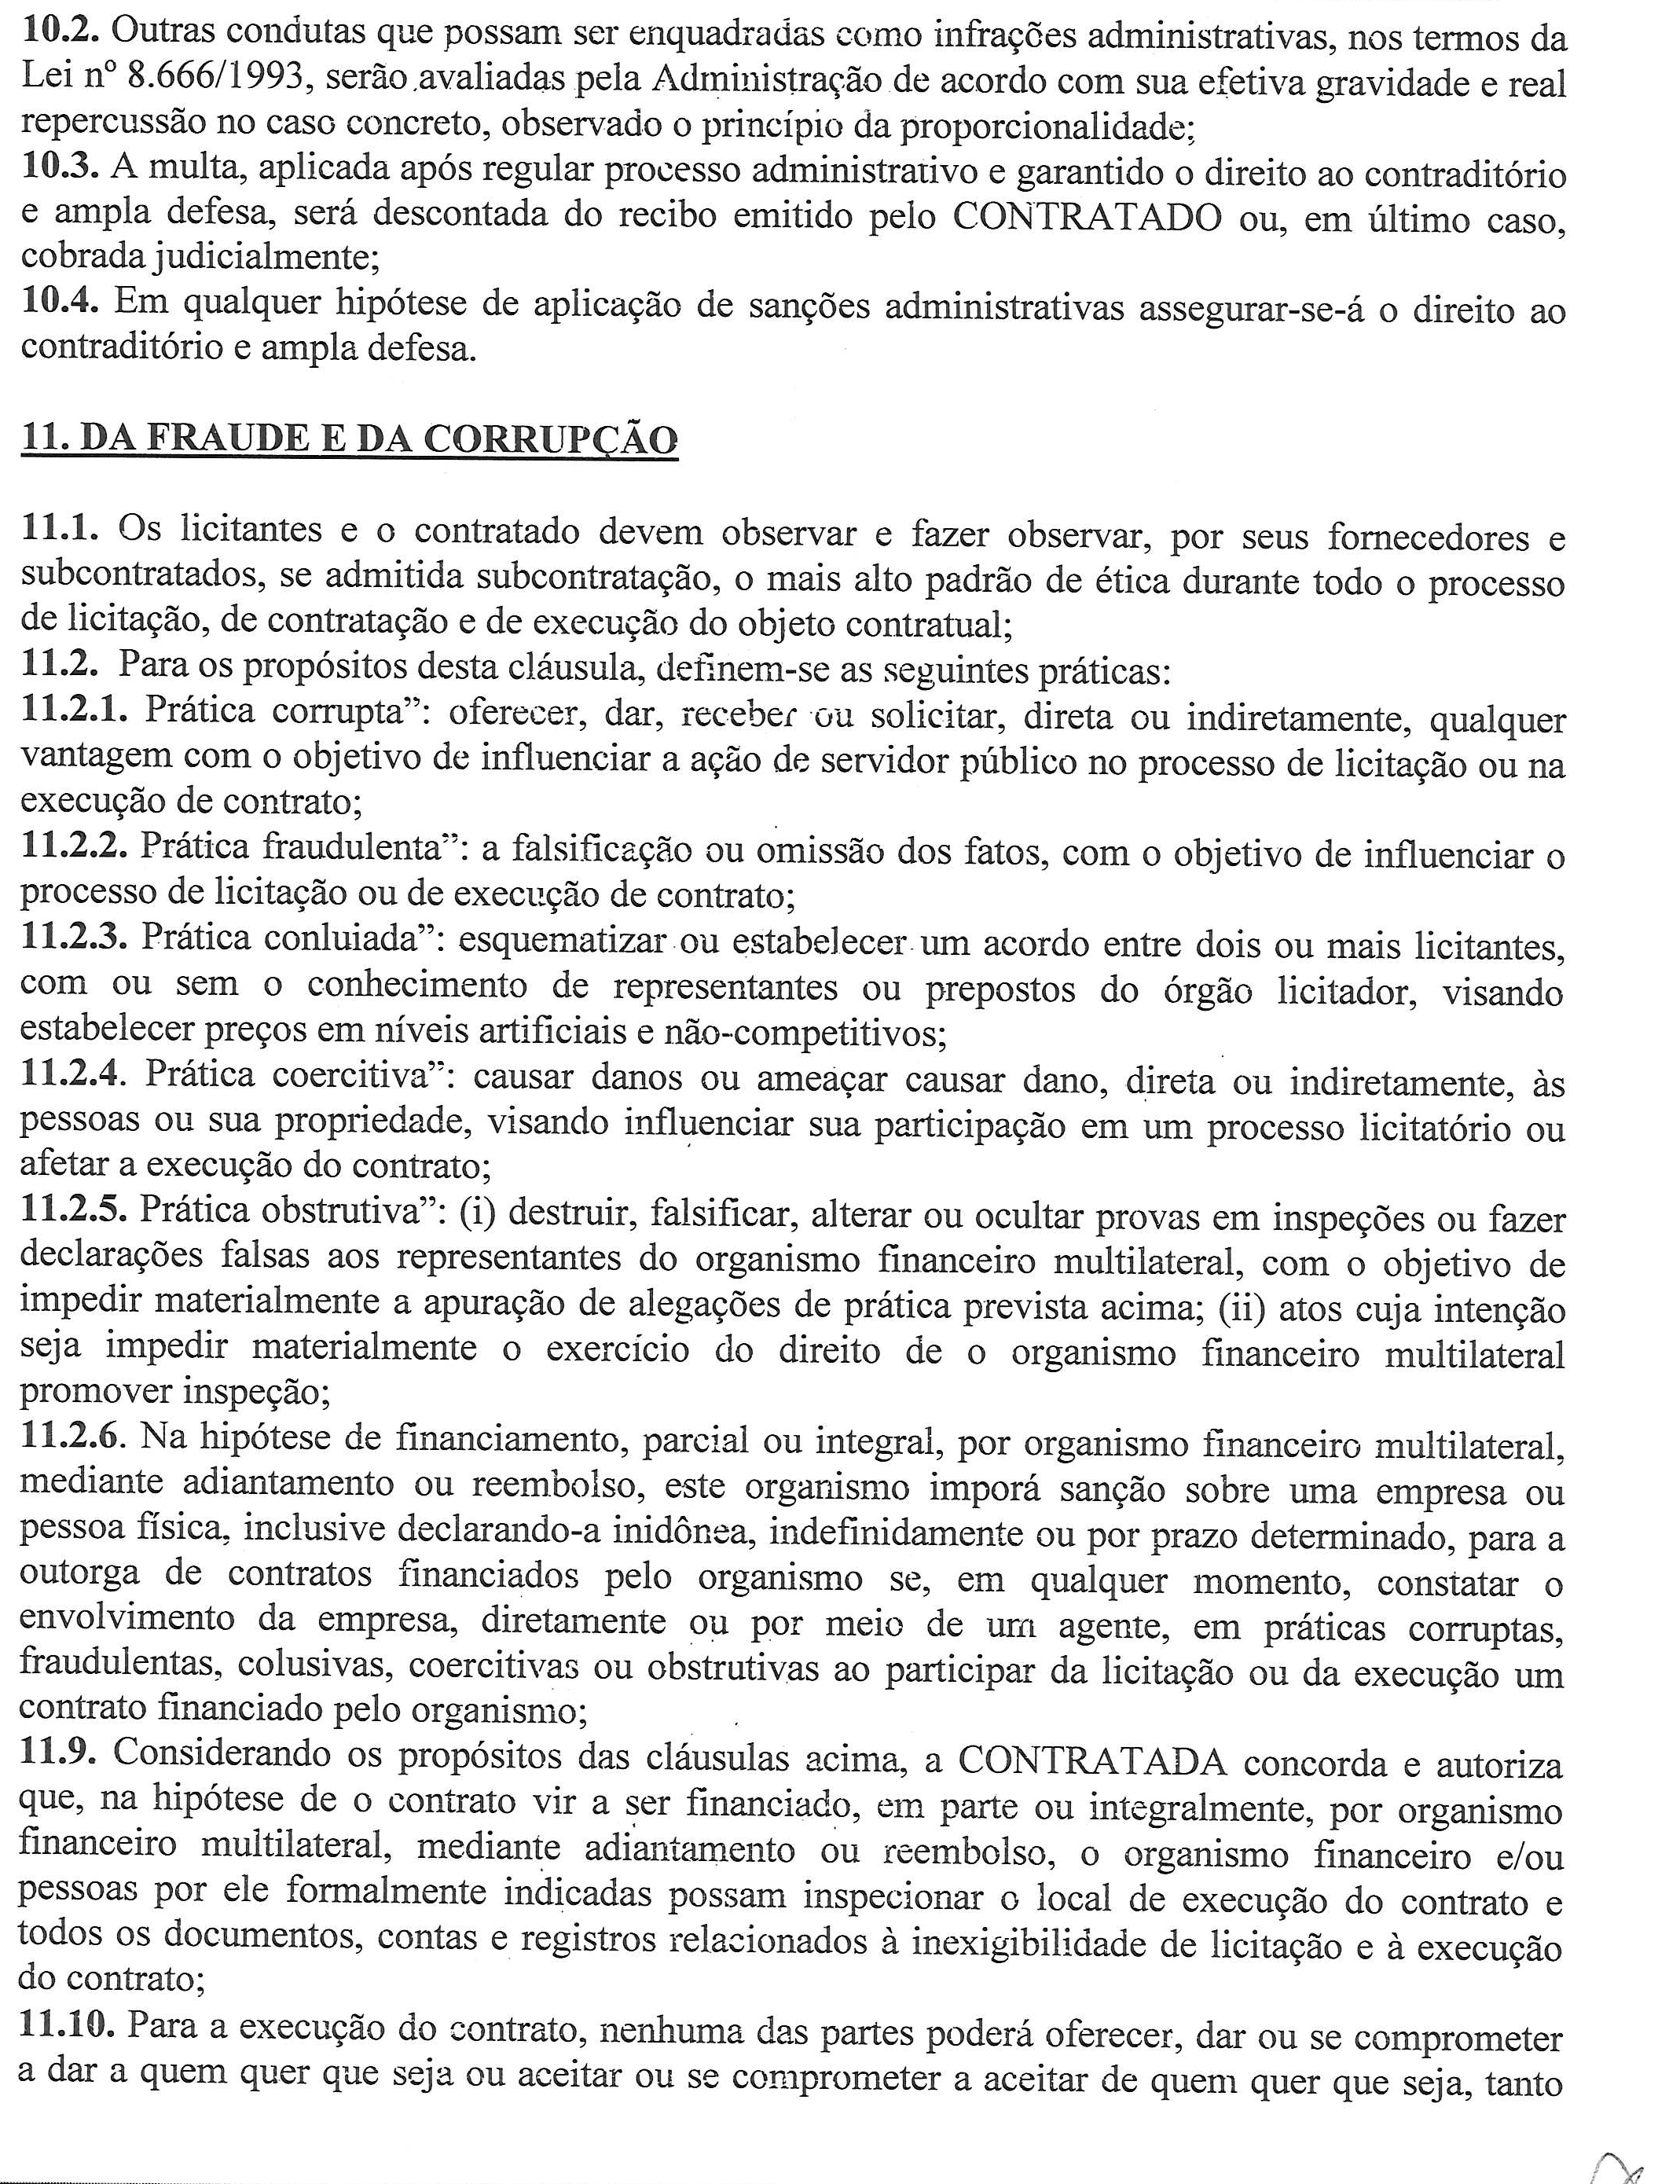 10.2. Outras condutas que possam ser enquadradas como infrações administrativas, nos termos da
Lei nº 8.666/1993, serão avaliadas pela Administração de acordo com sua efetiva gravidade e real
repercussão no caso concreto, observado o princípio da proporcionalidade;
10.3. A multa, aplicada após regular processo administrativo e garantido o direito ao contraditório
e ampla defesa, será descontada do recibo emitido pelo CONTRATADO ou, em último caso,
cobrada judicialmente;
10.4. Em qualquer hipótese de aplicação de sanções administrativas assegurar-se-á o direito ao
contraditório e ampla defesa.
11. DA FRAUDE E DA CORRUPÇÃO
11.1. Os licitantes e o contratado devem observar e fazer observar, por seus fornecedores e
subcontratados, se admitida subcontratação, o mais alto padrão de ética durante todo o processo
de licitação, de contratação e de execução do objeto contratual;
11.2. Para os propósitos desta cláusula, definem-se as seguintes práticas:
11.2.1. Prática corrupta”: oferecer, dar, receber ou solicitar, direta ou indiretamente, qualquer
vantagem com o objetivo de influenciar a ação de servidor público no processo de licitação ou na
execução de contrato;
11.2.2. Prática fraudulenta”: a falsificação ou omissão dos fatos, com o objetivo de influenciar o
processo de licitação ou de execução de contrato;
11.2.3. Prática conluiada”: esquematizar ou estabelecer um acordo entre dois ou mais licitantes,
com ou sem o conhecimento de representantes ou prepostos do órgão licitador, visando
estabelecer preços em níveis artificiais e não-competitivos;
11.2.4. Prática coercitiva”: causar danos ou ameaçar causar dano, direta ou indiretamente, às
pessoas ou sua propriedade, visando influenciar sua participação em um processo licitatório ou
afetar a execução do contrato;
11.2.5. Prática obstrutiva”: (i) destruir, falsificar, alterar ou ocultar provas em inspeções ou fazer
declarações falsas aos representantes do organismo financeiro multilateral, com o objetivo de
impedir materialmente a apuração de alegações de prática prevista acima; (ii) atos cuja intenção
seja impedir materialmente o exercício do direito de o organismo financeiro multilateral
promover inspeção;
11.2.6. Na hipótese de financiamento, parcial ou integral, por organismo financeiro multilateral,
mediante adiantamento ou reembolso, este organismo imporá sanção sobre uma empresa ou
pessoa física, inclusive declarando-a inidônea, indefinidamente ou por prazo determinado, para a
outorga de contratos financiados pelo organismo se, em qualquer momento, constatar o
envolvimento da empresa, diretamente ou por meio de um agente, em práticas corruptas,
fraudulentas, colusivas, coercitivas ou obstrutivas ao participar da licitação ou da execução um
contrato financiado pelo organismo;
11.9. Considerando os propósitos das cláusulas acima, a CONTRATADA concorda e autoriza
que, na hipótese de o contrato vir a ser financiado, em parte ou integralmente, por organismo
financeiro multilateral, mediante adiantamento ou reembolso, o organismo financeiro e/ou
pessoas por ele formalmente indicadas possam inspecionar o local de execução do contrato e
todos os documentos, contas e registros relacionados à inexigibilidade de licitação e à execução
do contrato;
11.10. Para a execução do contrato, nenhuma das partes poderá oferecer, dar ou se comprometer
a dar a quem quer que seja ou aceitar ou se comprometer a aceitar de quem quer que seja, tanto